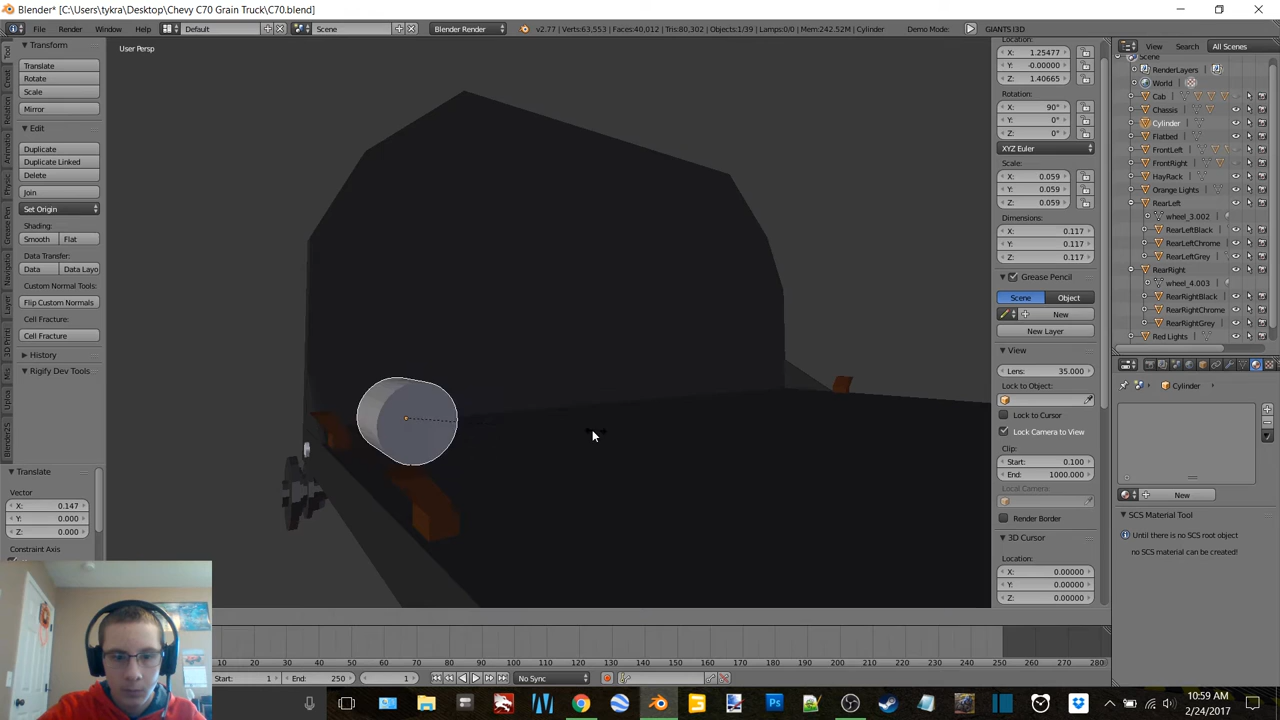 Blender* [C:\Users\tykra\Desktop\Chevy C70 Grain Truck\C70.blend]
File Render Window Help Default Scene Blender Render v2.77 | Verts:63,553 | Faces:40,012 | Tris:80,302 | Objects:1/39 | Lamps:0/0 | Mem:242.52M | Cylinder Demo Mode: GIANTS I3D
View Search All Scenes
User Persp
Transform
Translate
Rotate
Scale
Mirror
Edit
Duplicate
Duplicate Linked
Delete
Join
Set Origin
Shading:
Smooth Flat
Data Transfer:
Data Data Layo
Custom Normal Tools:
Flip Custom Normals
Cell Fracture:
Cell Fracture
History
Rigify Dev Tools
Translate
Vector
X: 0.147
Y: 0.000
Z: 0.000
Constraint Axis
Location:
X: 1.25477
Y: -0.00000
Z: 1.40665
Rotation:
X: 90°
Y: 0°
Z: 0°
XYZ Euler
Scale:
X: 0.059
Y: 0.059
Z: 0.059
Dimensions:
X: 0.117
Y: 0.117
Z: 0.117
Grease Pencil
Scene Object
New
New Layer
View
Lens: 35.000
Lock to Object:
Lock to Cursor
Lock Camera to View
Clip:
Start: 0.100
End: 1000.000
Local Camera:
Render Border
3D Cursor
Location:
X: 0.00000
Y: 0.00000
Z: 0.00000
Scene
RenderLayers
World
Cab
Chassis
Cylinder
Flatbed
FrontLeft
FrontRight
HayRack
Orange Lights
RearLeft
wheel_3.002
RearLeftBlack
RearLeftChrome
RearLeftGrey
RearRight
wheel_4.003
RearRightBlack
RearRightChrome
RearRightGrey
Red Lights
Cylinder
New
SCS Material Tool
Until there is no SCS root object
no SCS material can be created!
10 20 30 40 50 60 70 80 90 100 110 120 130 140 150 160 170 180 190 200 210 220 230 240 250 260 270 280
Start: 1 End: 250 1 No Sync
10:59 AM
2/24/2017